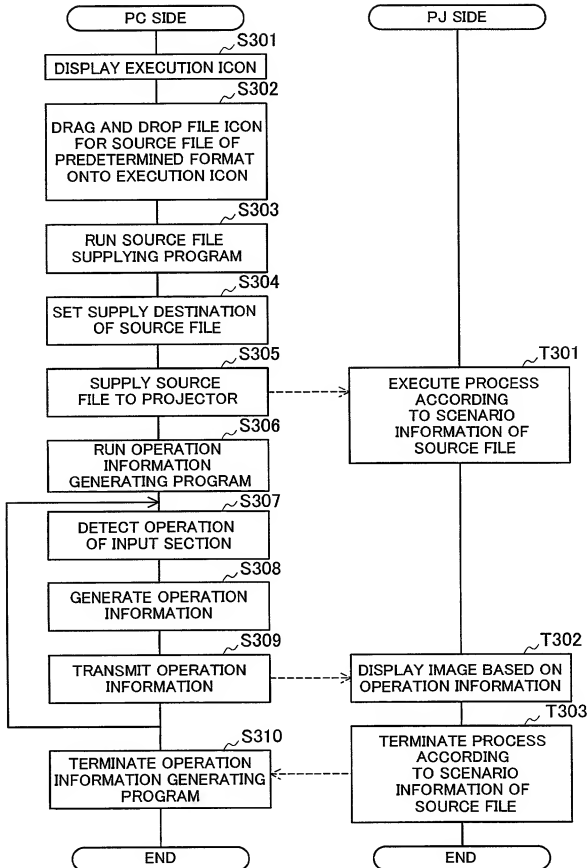 PC SIDE
S301
DISPLAY EXECUTION ICON
S302
DRAG AND DROP FILE ICON
FOR SOURCE FILE OF
PREDETERMINED FORMAT
ONTO EXECUTION ICON
S303
RUN SOURCE FILE
SUPPLYING PROGRAM
S304
SET SUPPLY DESTINATION
OF SOURCE FILE
S305
SUPPLY SOURCE
FILE TO PROJECTOR
S306
RUN OPERATION
INFORMATION
GENERATING PROGRAM
S307
DETECT OPERATION
OF INPUT SECTION
S308
GENERATE OPERATION
INFORMATION
S309
TRANSMIT OPERATION
INFORMATION
S310
TERMINATE OPERATION
INFORMATION GENERATING
PROGRAM
END
PJ SIDE
T301
EXECUTE PROCESS
ACCORDING
TO SCENARIO
INFORMATION OF
SOURCE FILE
T302
DISPLAY IMAGE BASED ON
OPERATION INFORMATION
T303
TERMINATE PROCESS
ACCORDING
TO SCENARIO
INFORMATION OF
SOURCE FILE
END